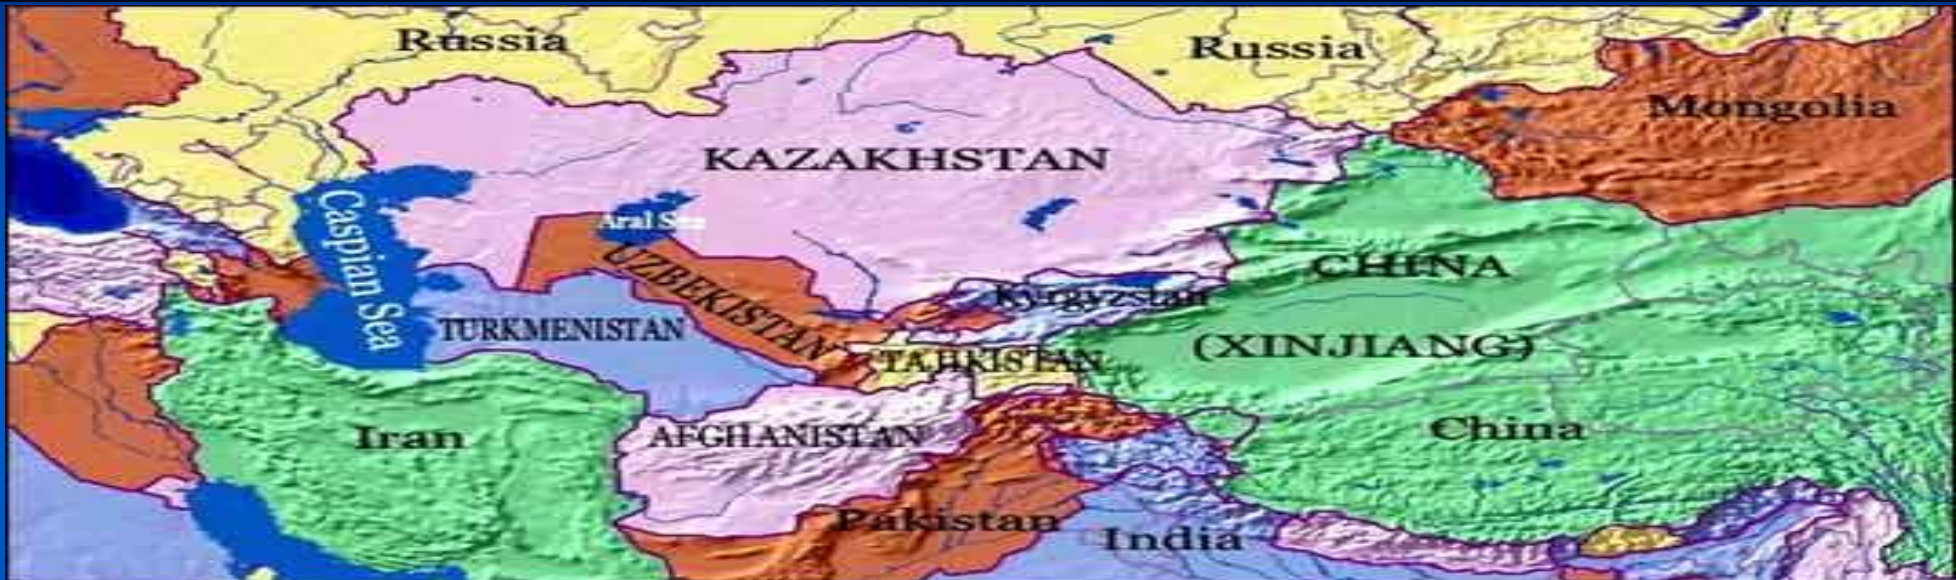 Russia
Russia
Mongolia
KAZAKHSTAN
Caspian Sea
Aral Sea
UZBEKISTAN
CHINA
Kyrgyzstan
TURKMENISTAN
(XINJIANG)
TAJIKISTAN
Iran
AFGHANISTAN
China
Pakistan
India